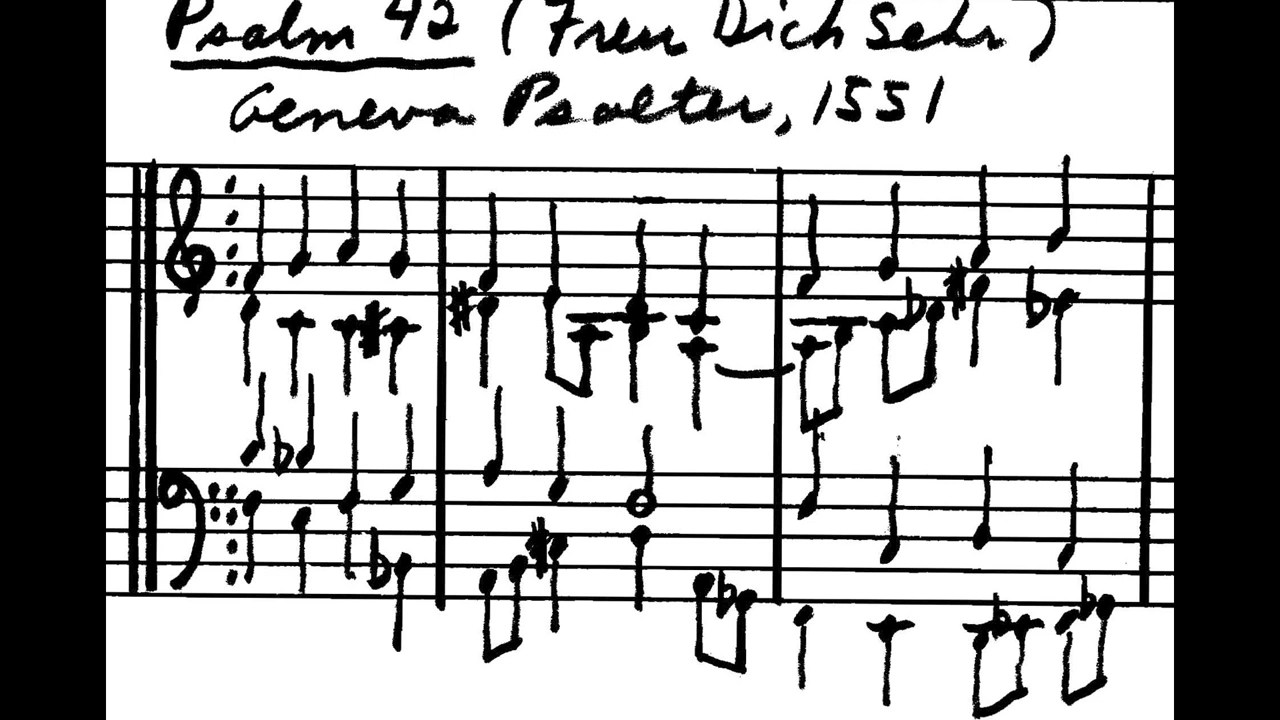 Psalm 42 (Freu Dich Sehr)
Geneva Psalter, 1551